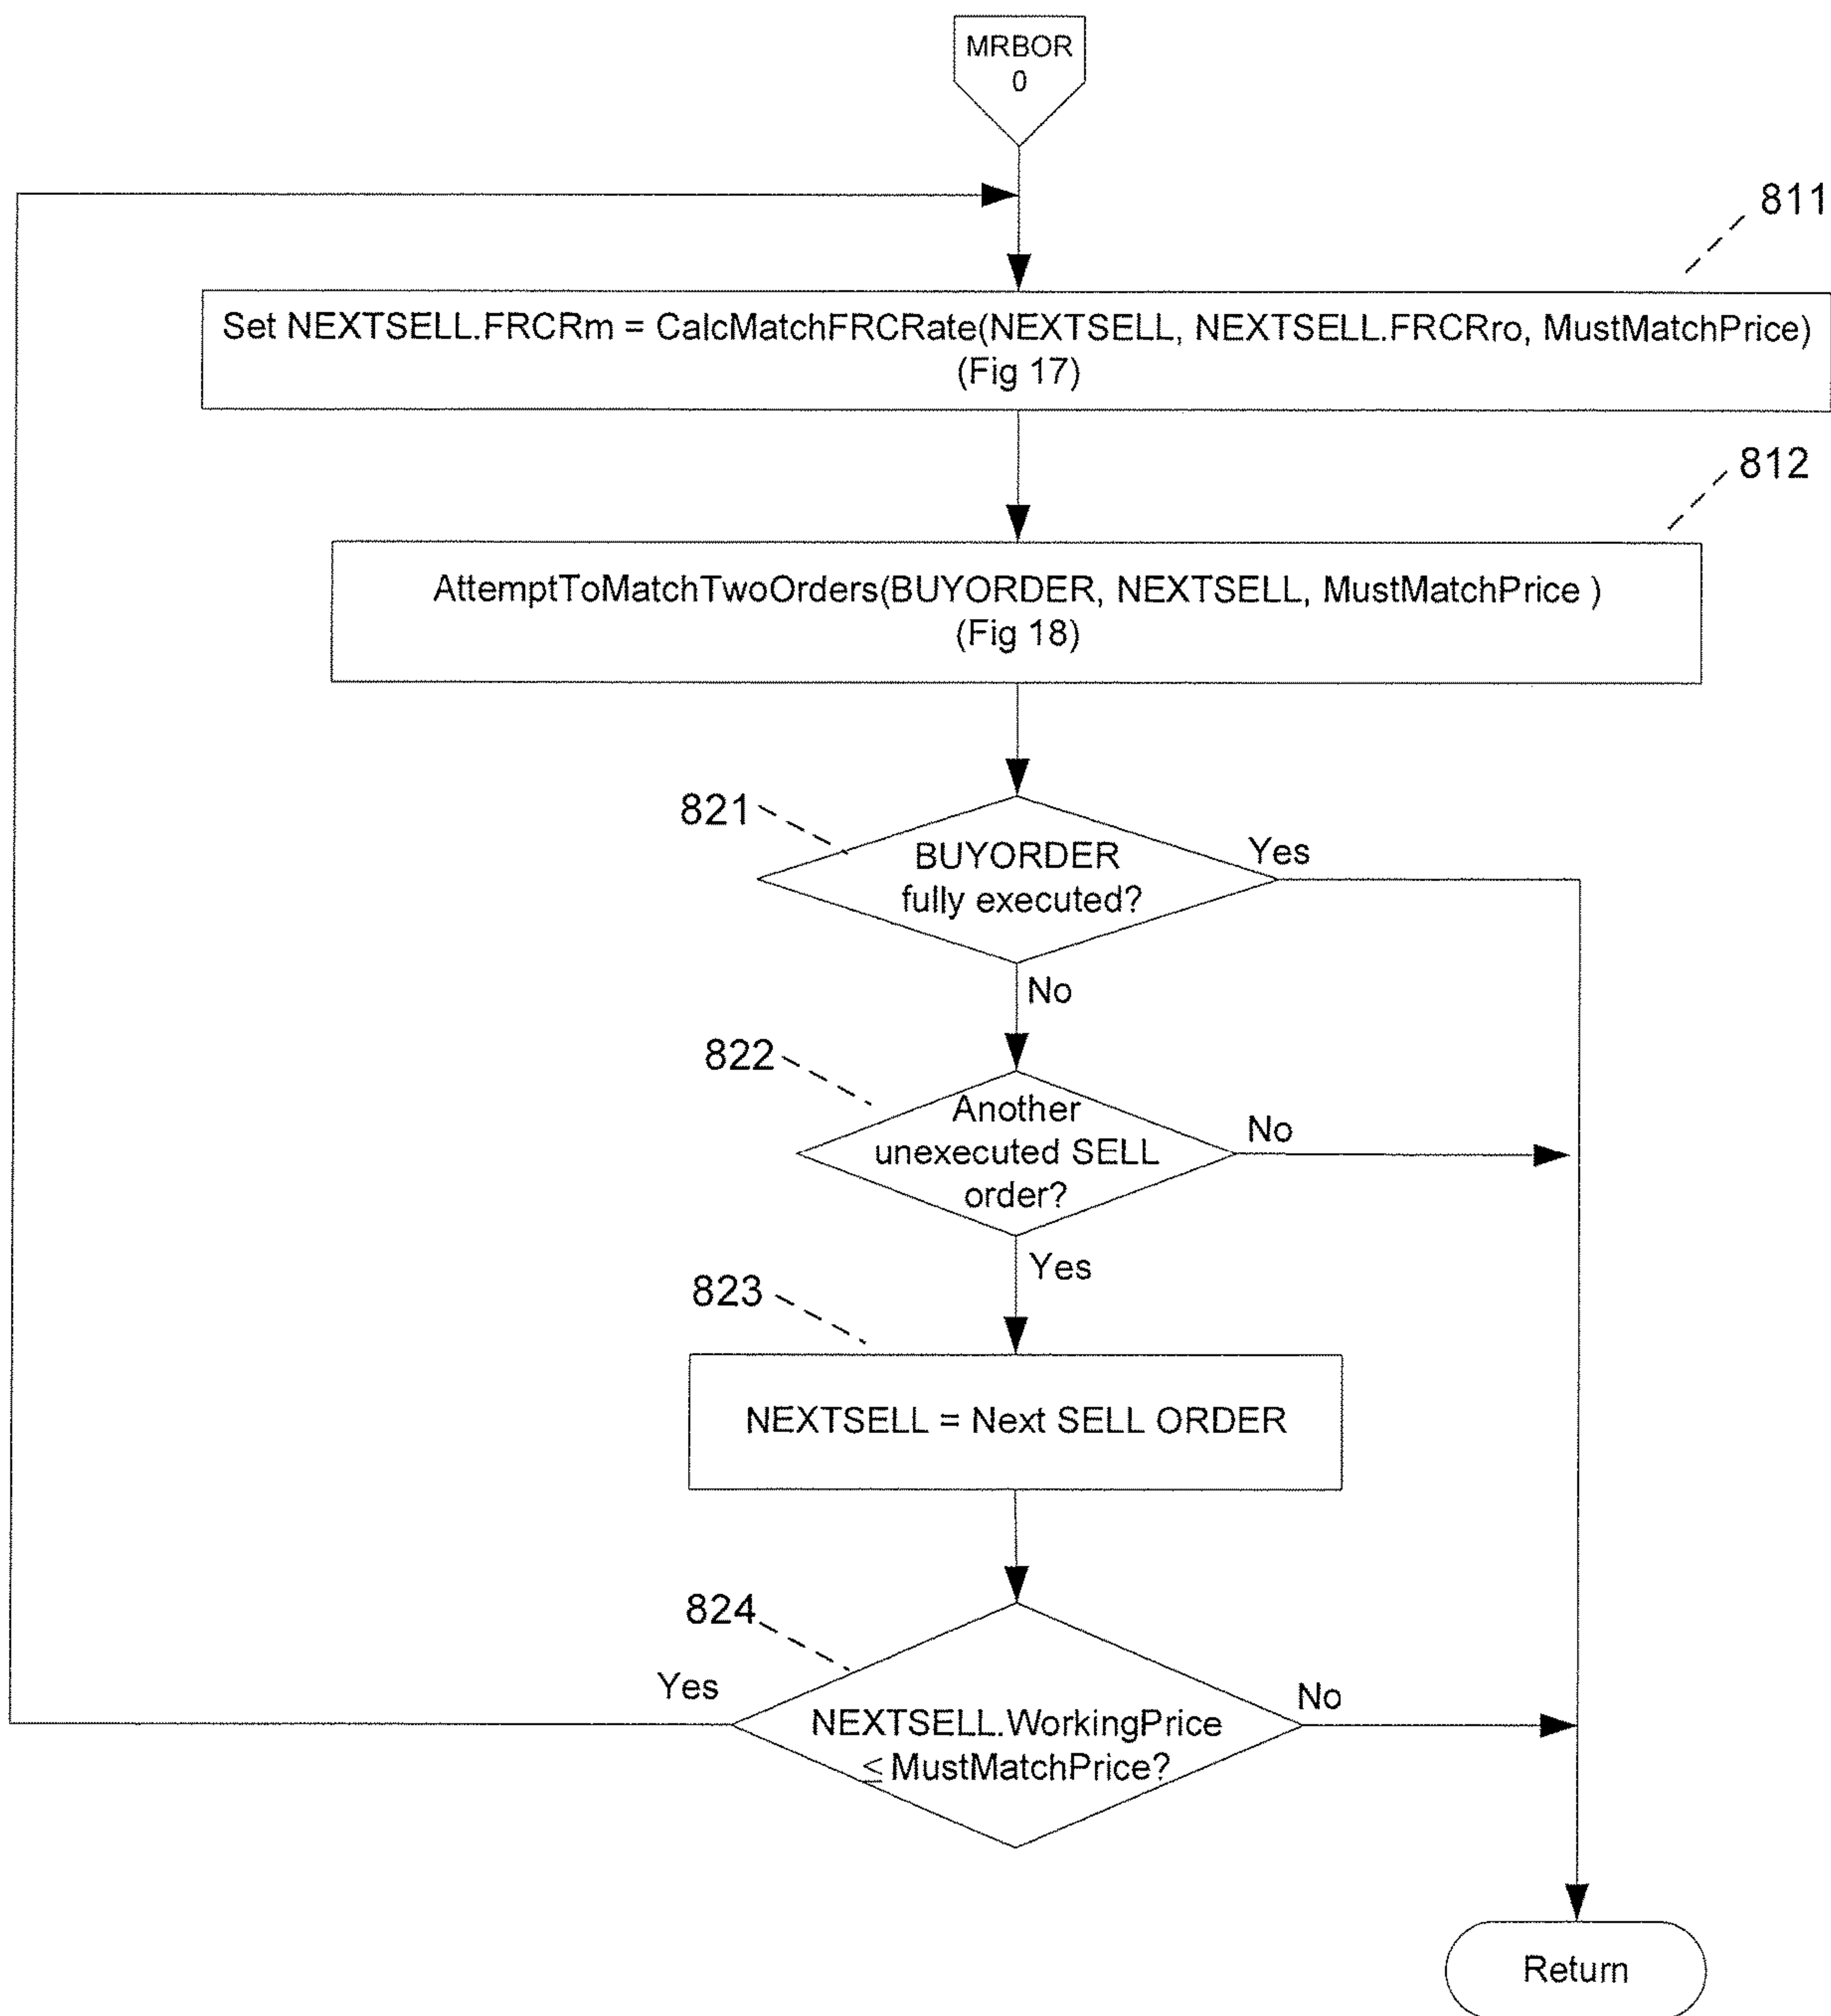 MRBOR
0
811
Set NEXTSELL.FRCRm = CalcMatchFRCRate(NEXTSELL, NEXTSELL.FRCRro, MustMatchPrice)
(Fig 17)
812
AttemptToMatchTwoOrders(BUYORDER, NEXTSELL, MustMatchPrice )
(Fig 18)
821
BUYORDER
fully executed?
Yes
No
822
Another
unexecuted SELL
order?
No
Yes
823
NEXTSELL = Next SELL ORDER
824
Yes
NEXTSELL.WorkingPrice
≤ MustMatchPrice?
No
Return